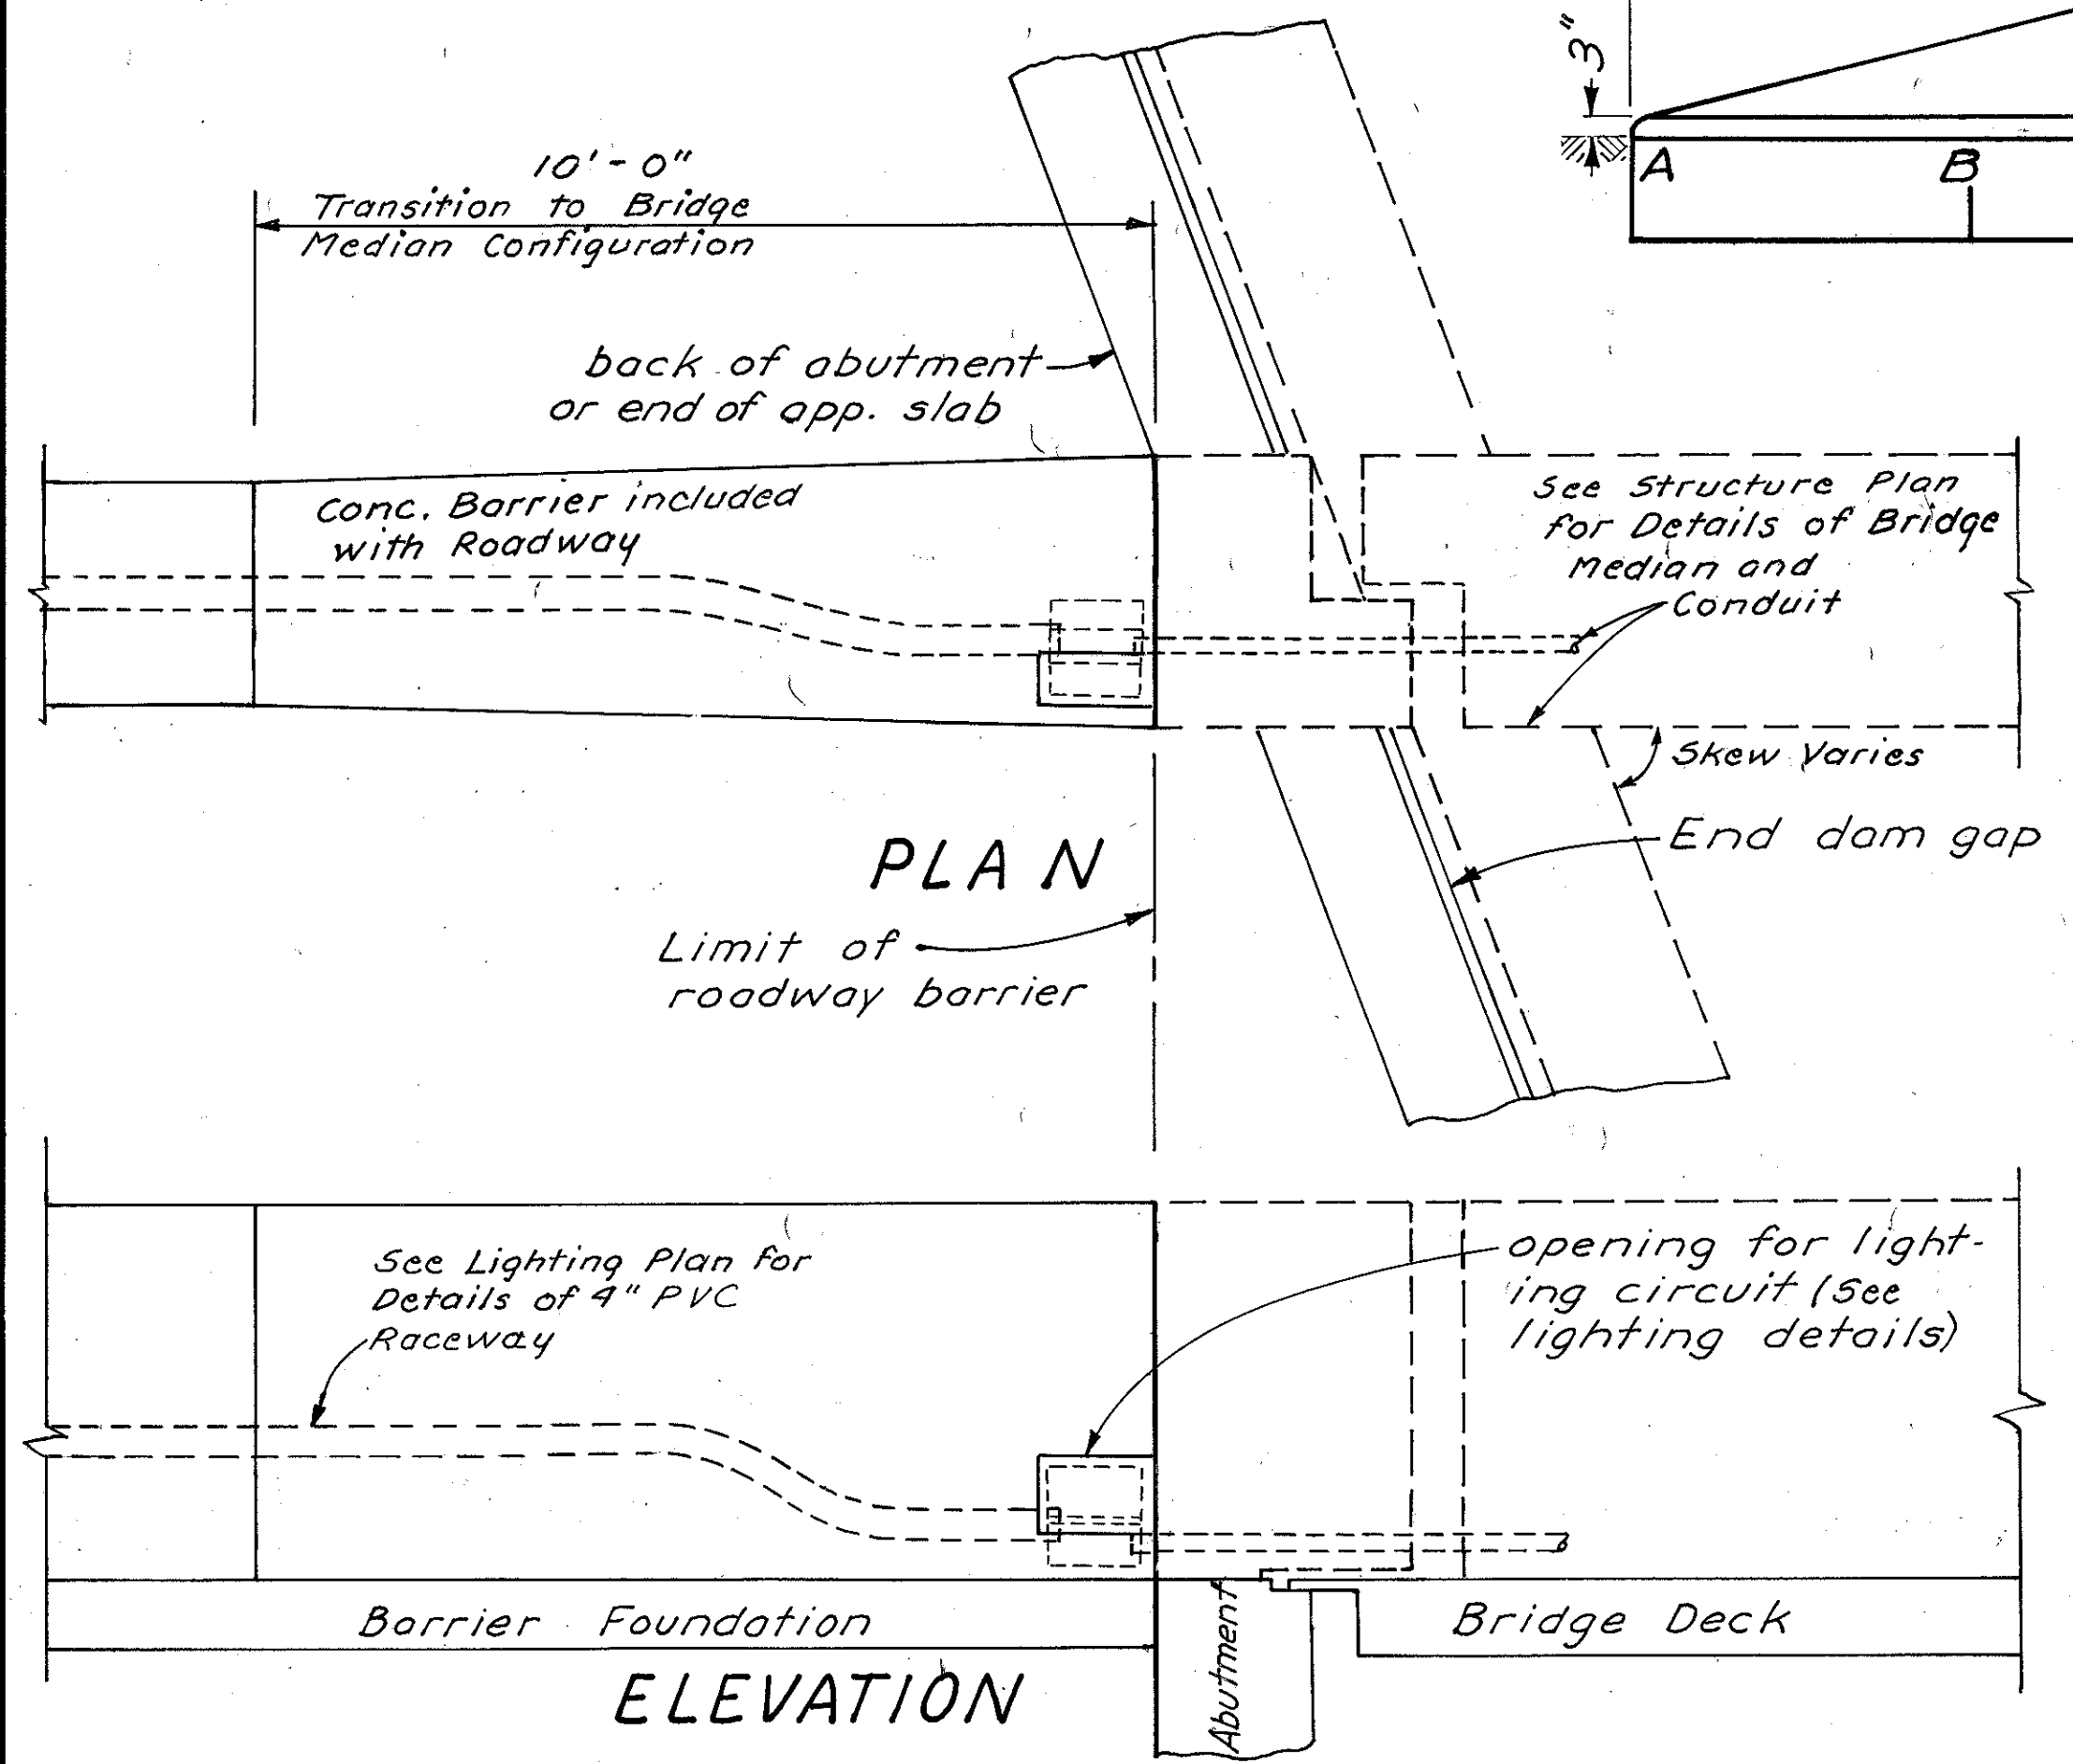 3"
A
B
10'-0"
Transition to Bridge
Median Configuration
back of abutment
or end of app. slab
Conc. Barrier included
with Roadway
See Structure Plan
for Details of Bridge
Median and
Conduit
Skew Varies
End dam gap
PLAN
Limit of
roadway barrier
See Lighting Plan for
Details of 4" PVC
Raceway
opening for light-
ing circuit (See
lighting details)
Barrier Foundation
Abutment
Bridge Deck
ELEVATION